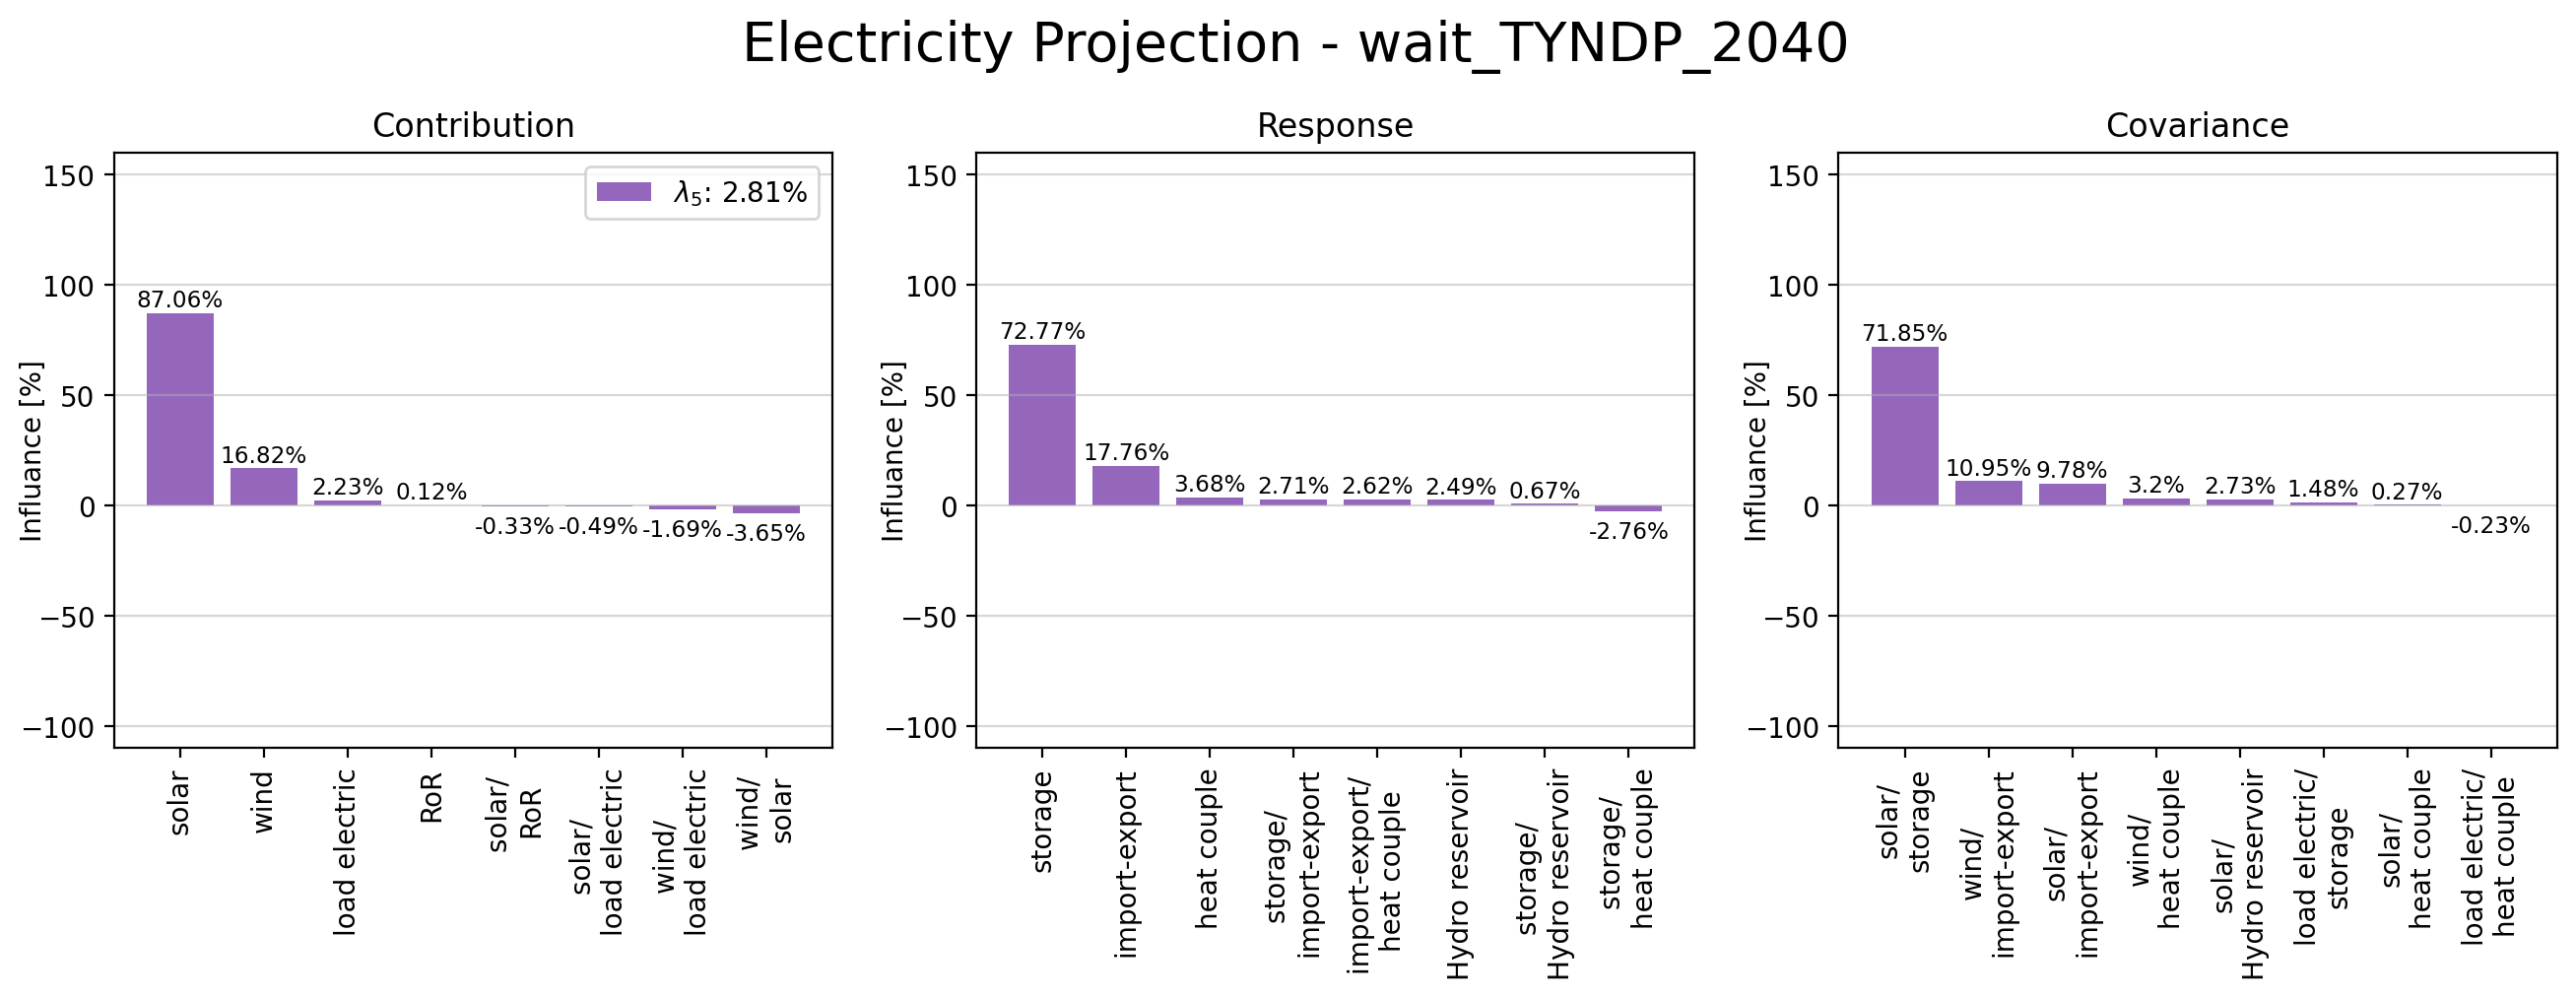 Electricity Projection - wait_TYNDP_2040
Contribution
Influance [%]
150
100
50
0
−50
−100
λ5: 2.81%
87.06%
16.82%
2.23%
0.12%
-0.33%
-0.49%
-1.69%
-3.65%
solar
wind
load electric
RoR
solar/
RoR
solar/
load electric
wind/
load electric
wind/
solar
Response
Influance [%]
150
100
50
0
−50
−100
72.77%
17.76%
3.68%
2.71%
2.62%
2.49%
0.67%
-2.76%
storage
import-export
heat couple
storage/
import-export
import-export/
heat couple
Hydro reservoir
storage/
Hydro reservoir
storage/
heat couple
Covariance
Influance [%]
150
100
50
0
−50
−100
71.85%
10.95%
9.78%
3.2%
2.73%
1.48%
0.27%
-0.23%
solar/
storage
wind/
import-export
solar/
import-export
wind/
heat couple
solar/
Hydro reservoir
load electric/
storage
solar/
heat couple
load electric/
heat couple